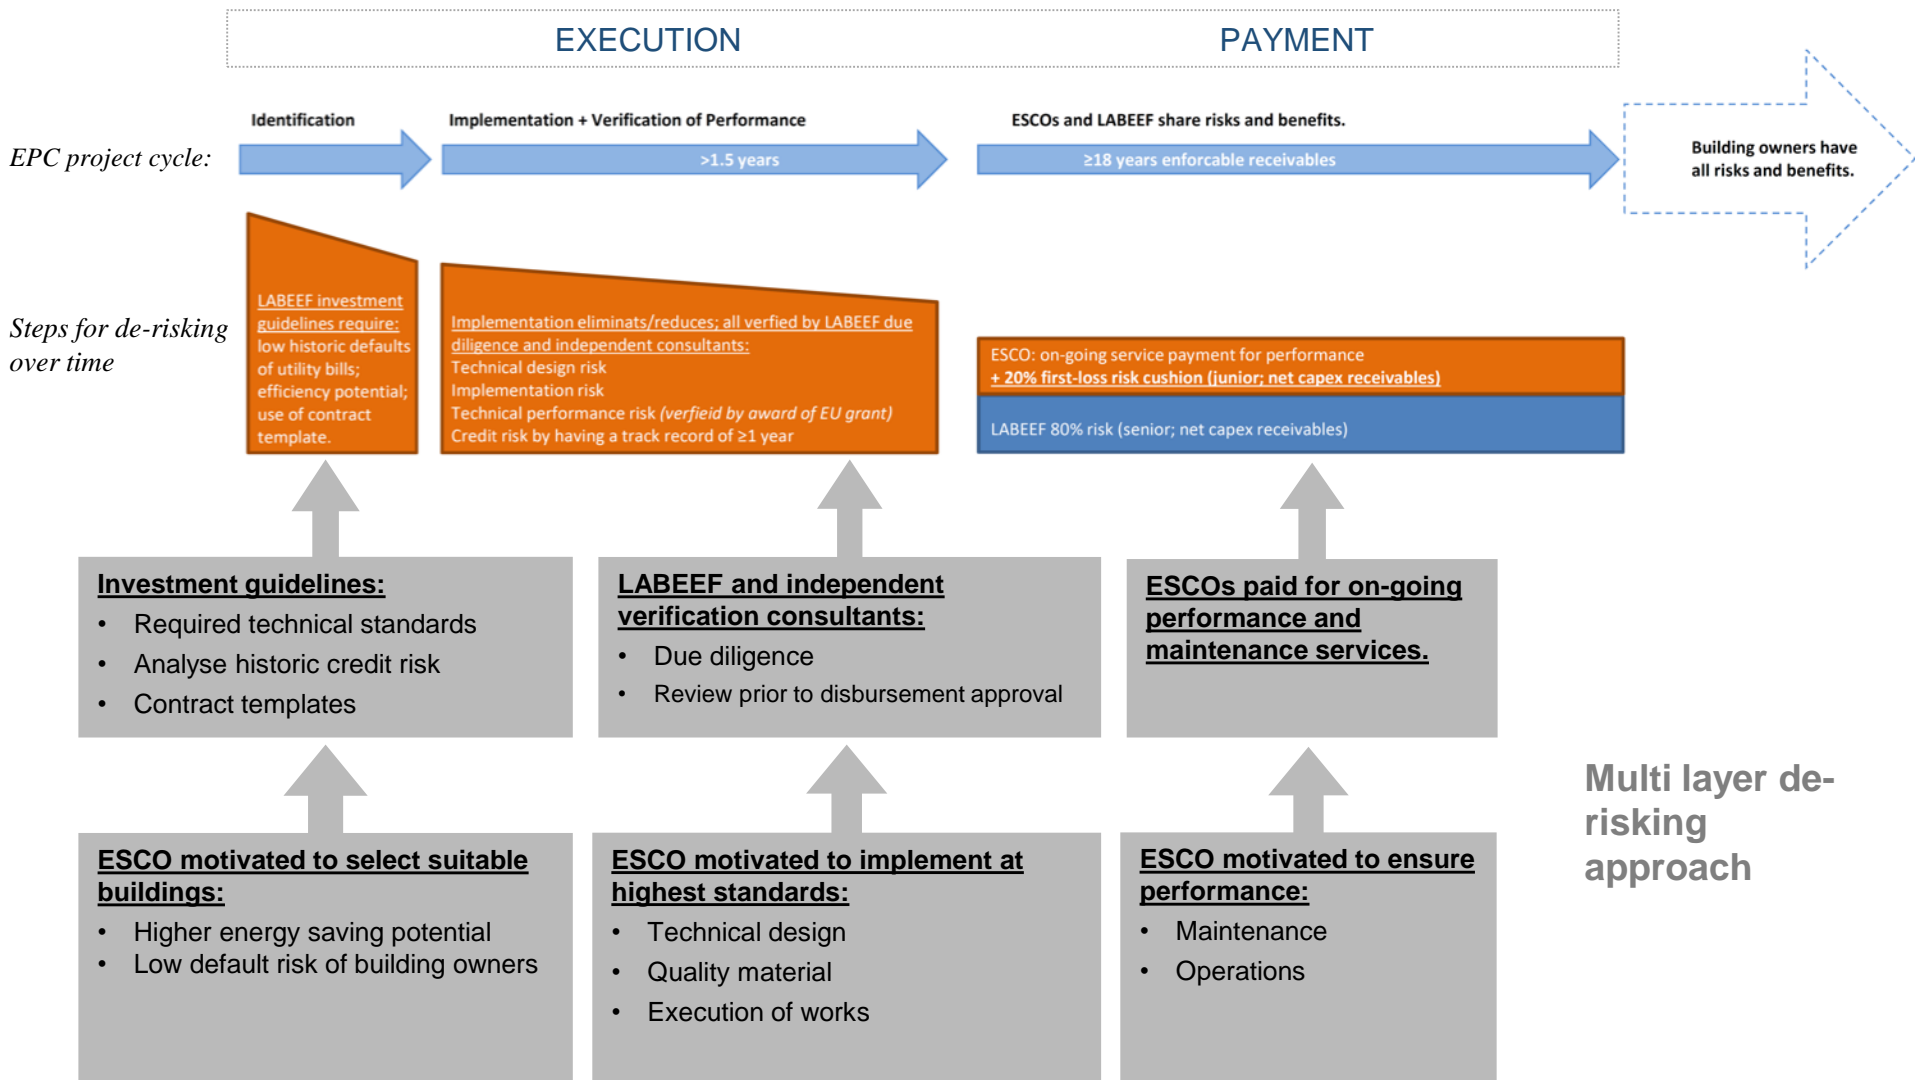 EXECUTION
PAYMENT
Identification
Implementation + Verification of Performance
ESCOs and LABEEF share risks and benefits.
EPC project cycle:
>1.5 years
≥18 years enforcable receivables
Building owners have
all risks and benefits.
Steps for de-risking
over time
LABEEF investment
guidelines require:
low historic defaults
of utility bills;
efficiency potential;
use of contract
template.
Implementation eliminats/reduces; all verfied by LABEEF due
diligence and independent consultants:
Technical design risk
Implementation risk
Technical performance risk (verfieid by award of EU grant)
Credit risk by having a track record of ≥1 year
ESCO: on-going service payment for performance
+ 20% first-loss risk cushion (junior; net capex receivables)
LABEEF 80% risk (senior; net capex receivables)
Investment guidelines:
• Required technical standards
• Analyse historic credit risk
• Contract templates
LABEEF and independent
verification consultants:
• Due diligence
• Review prior to disbursement approval
ESCOs paid for on-going
performance and
maintenance services.
Multi layer de-
risking
approach
ESCO motivated to select suitable
buildings:
• Higher energy saving potential
• Low default risk of building owners
ESCO motivated to implement at
highest standards:
• Technical design
• Quality material
• Execution of works
ESCO motivated to ensure
performance:
• Maintenance
• Operations